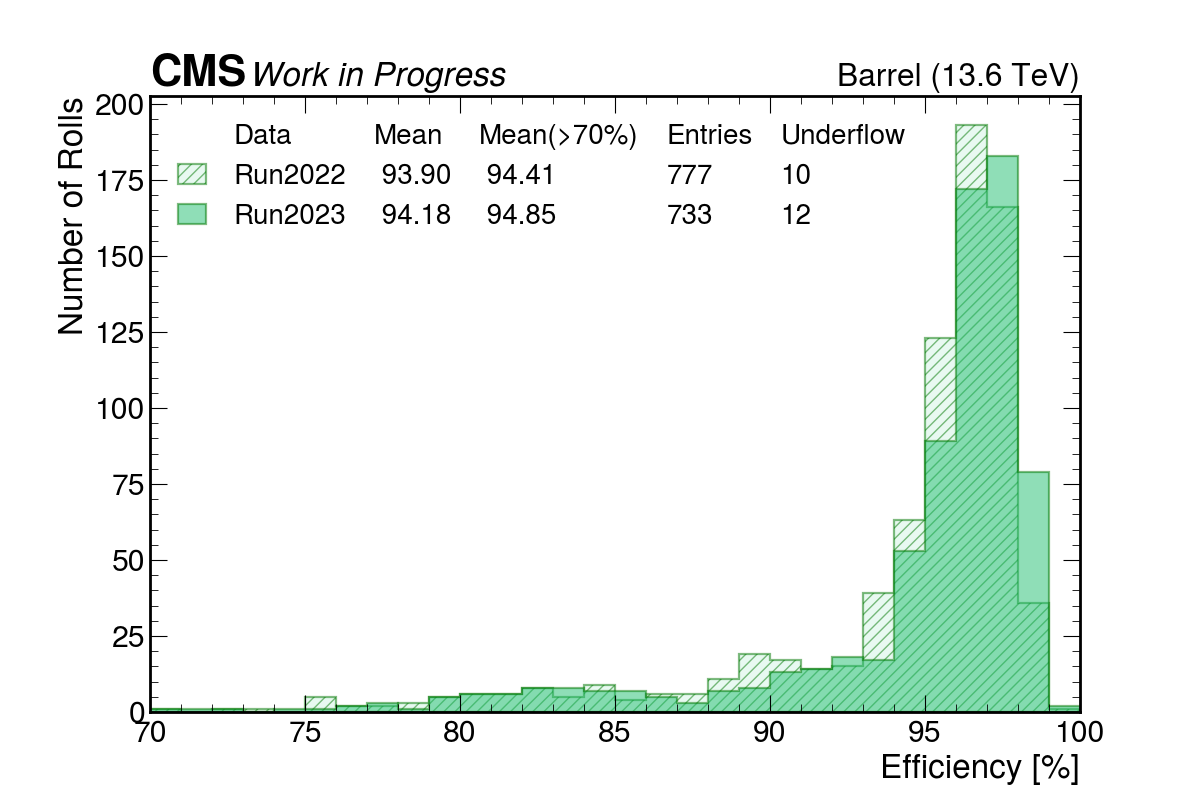 CMS Work in Progress Barrel (13.6 TeV)
Number of Rolls
200
175
150
125
100
75
50
25
0
Data Mean Mean(>70%) Entries Underflow
Run2022 93.90 94.41 777 10
Run2023 94.18 94.85 733 12
70 75 80 85 90 95 100
Efficiency [%]